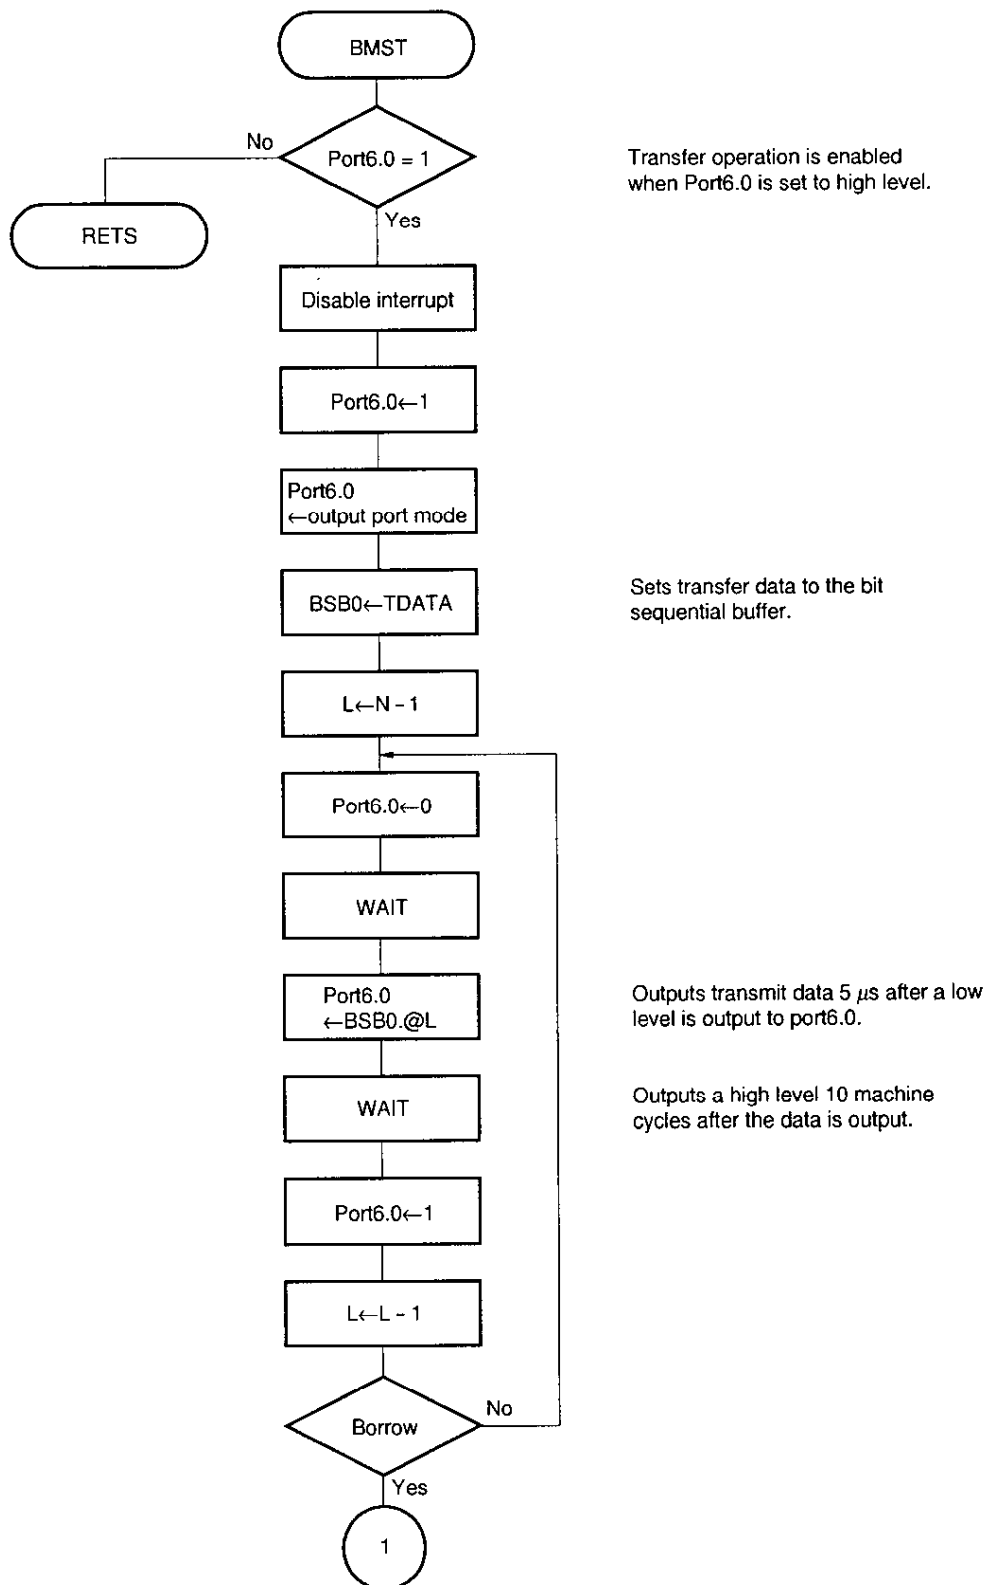 BMST
No
Port6.0 = 1
Transfer operation is enabled
when Port6.0 is set to high level.
Yes
RETS
Disable interrupt
Port6.0←1
Port6.0
←output port mode
BSB0←TDATA
Sets transfer data to the bit
sequential buffer.
L←N – 1
Port6.0←0
WAIT
Port6.0
←BSB0.@L
Outputs transmit data 5 μs after a low
level is output to port6.0.
WAIT
Outputs a high level 10 machine
cycles after the data is output.
Port6.0←1
L←L - 1
Borrow
No
Yes
1